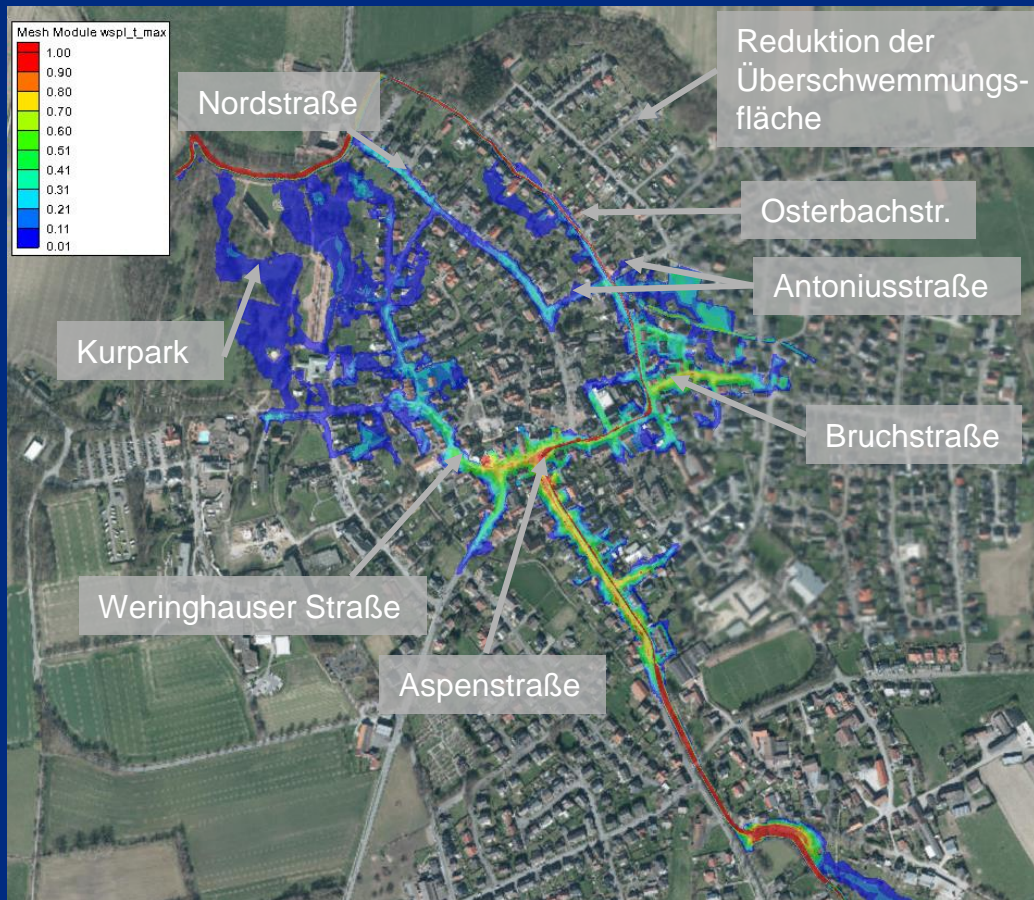 Mesh Module wspl_t_max
1.00
0.90
0.80
0.70
0.60
0.51
0.41
0.31
0.21
0.11
0.01
Nordstraße
Reduktion der
Überschwemmungs-
fläche
Osterbachstr.
Antoniusstraße
Kurpark
Bruchstraße
Weringhauser Straße
Aspenstraße